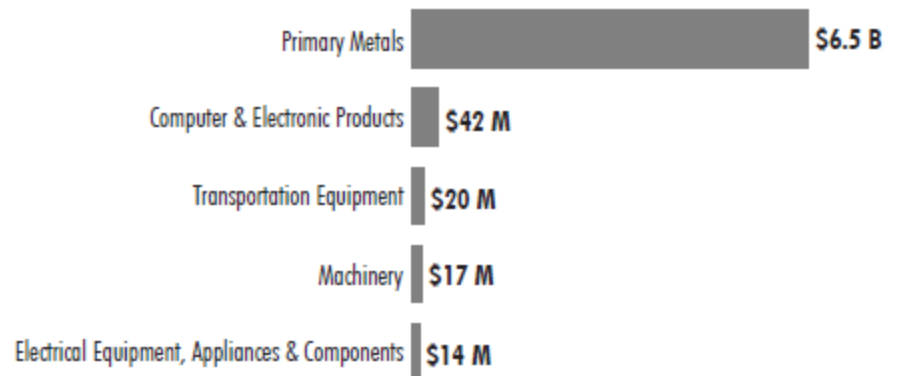 Primary Metals $6.5 B
Computer & Electronic Products $42 M
Transportation Equipment $20 M
Machinery $17 M
Electrical Equipment, Appliances & Components $14 M